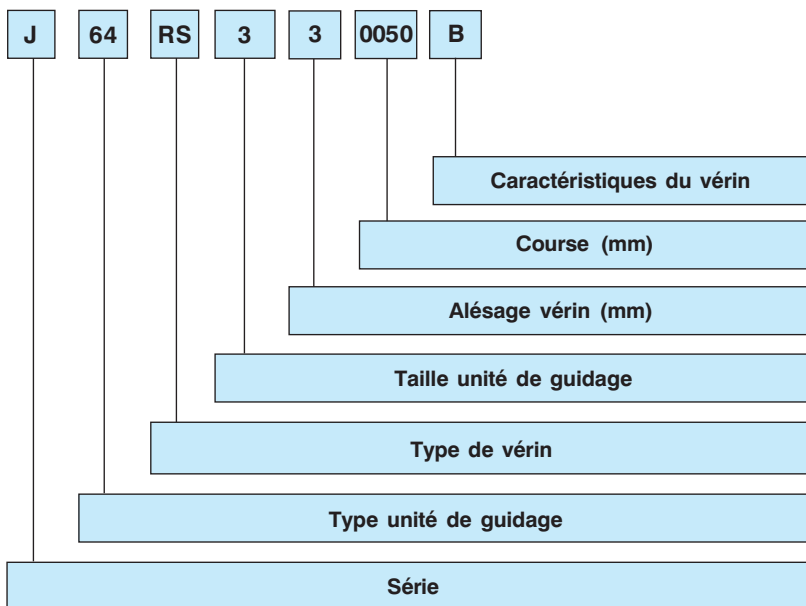 J 64 RS 3 3 0050 B
Caractéristiques du vérin
Course (mm)
Alésage vérin (mm)
Taille unité de guidage
Type de vérin
Type unité de guidage
Série